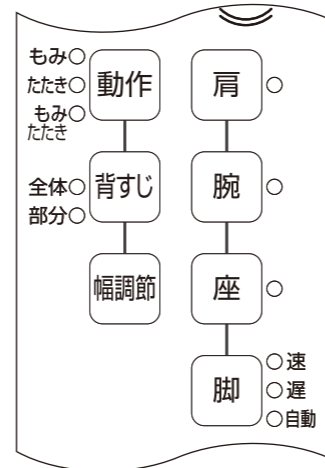 もみ
たたき
もみ
たたき
動作
肩
全体
部分
背すじ
腕
幅調節
座
脚
速
遅
自動